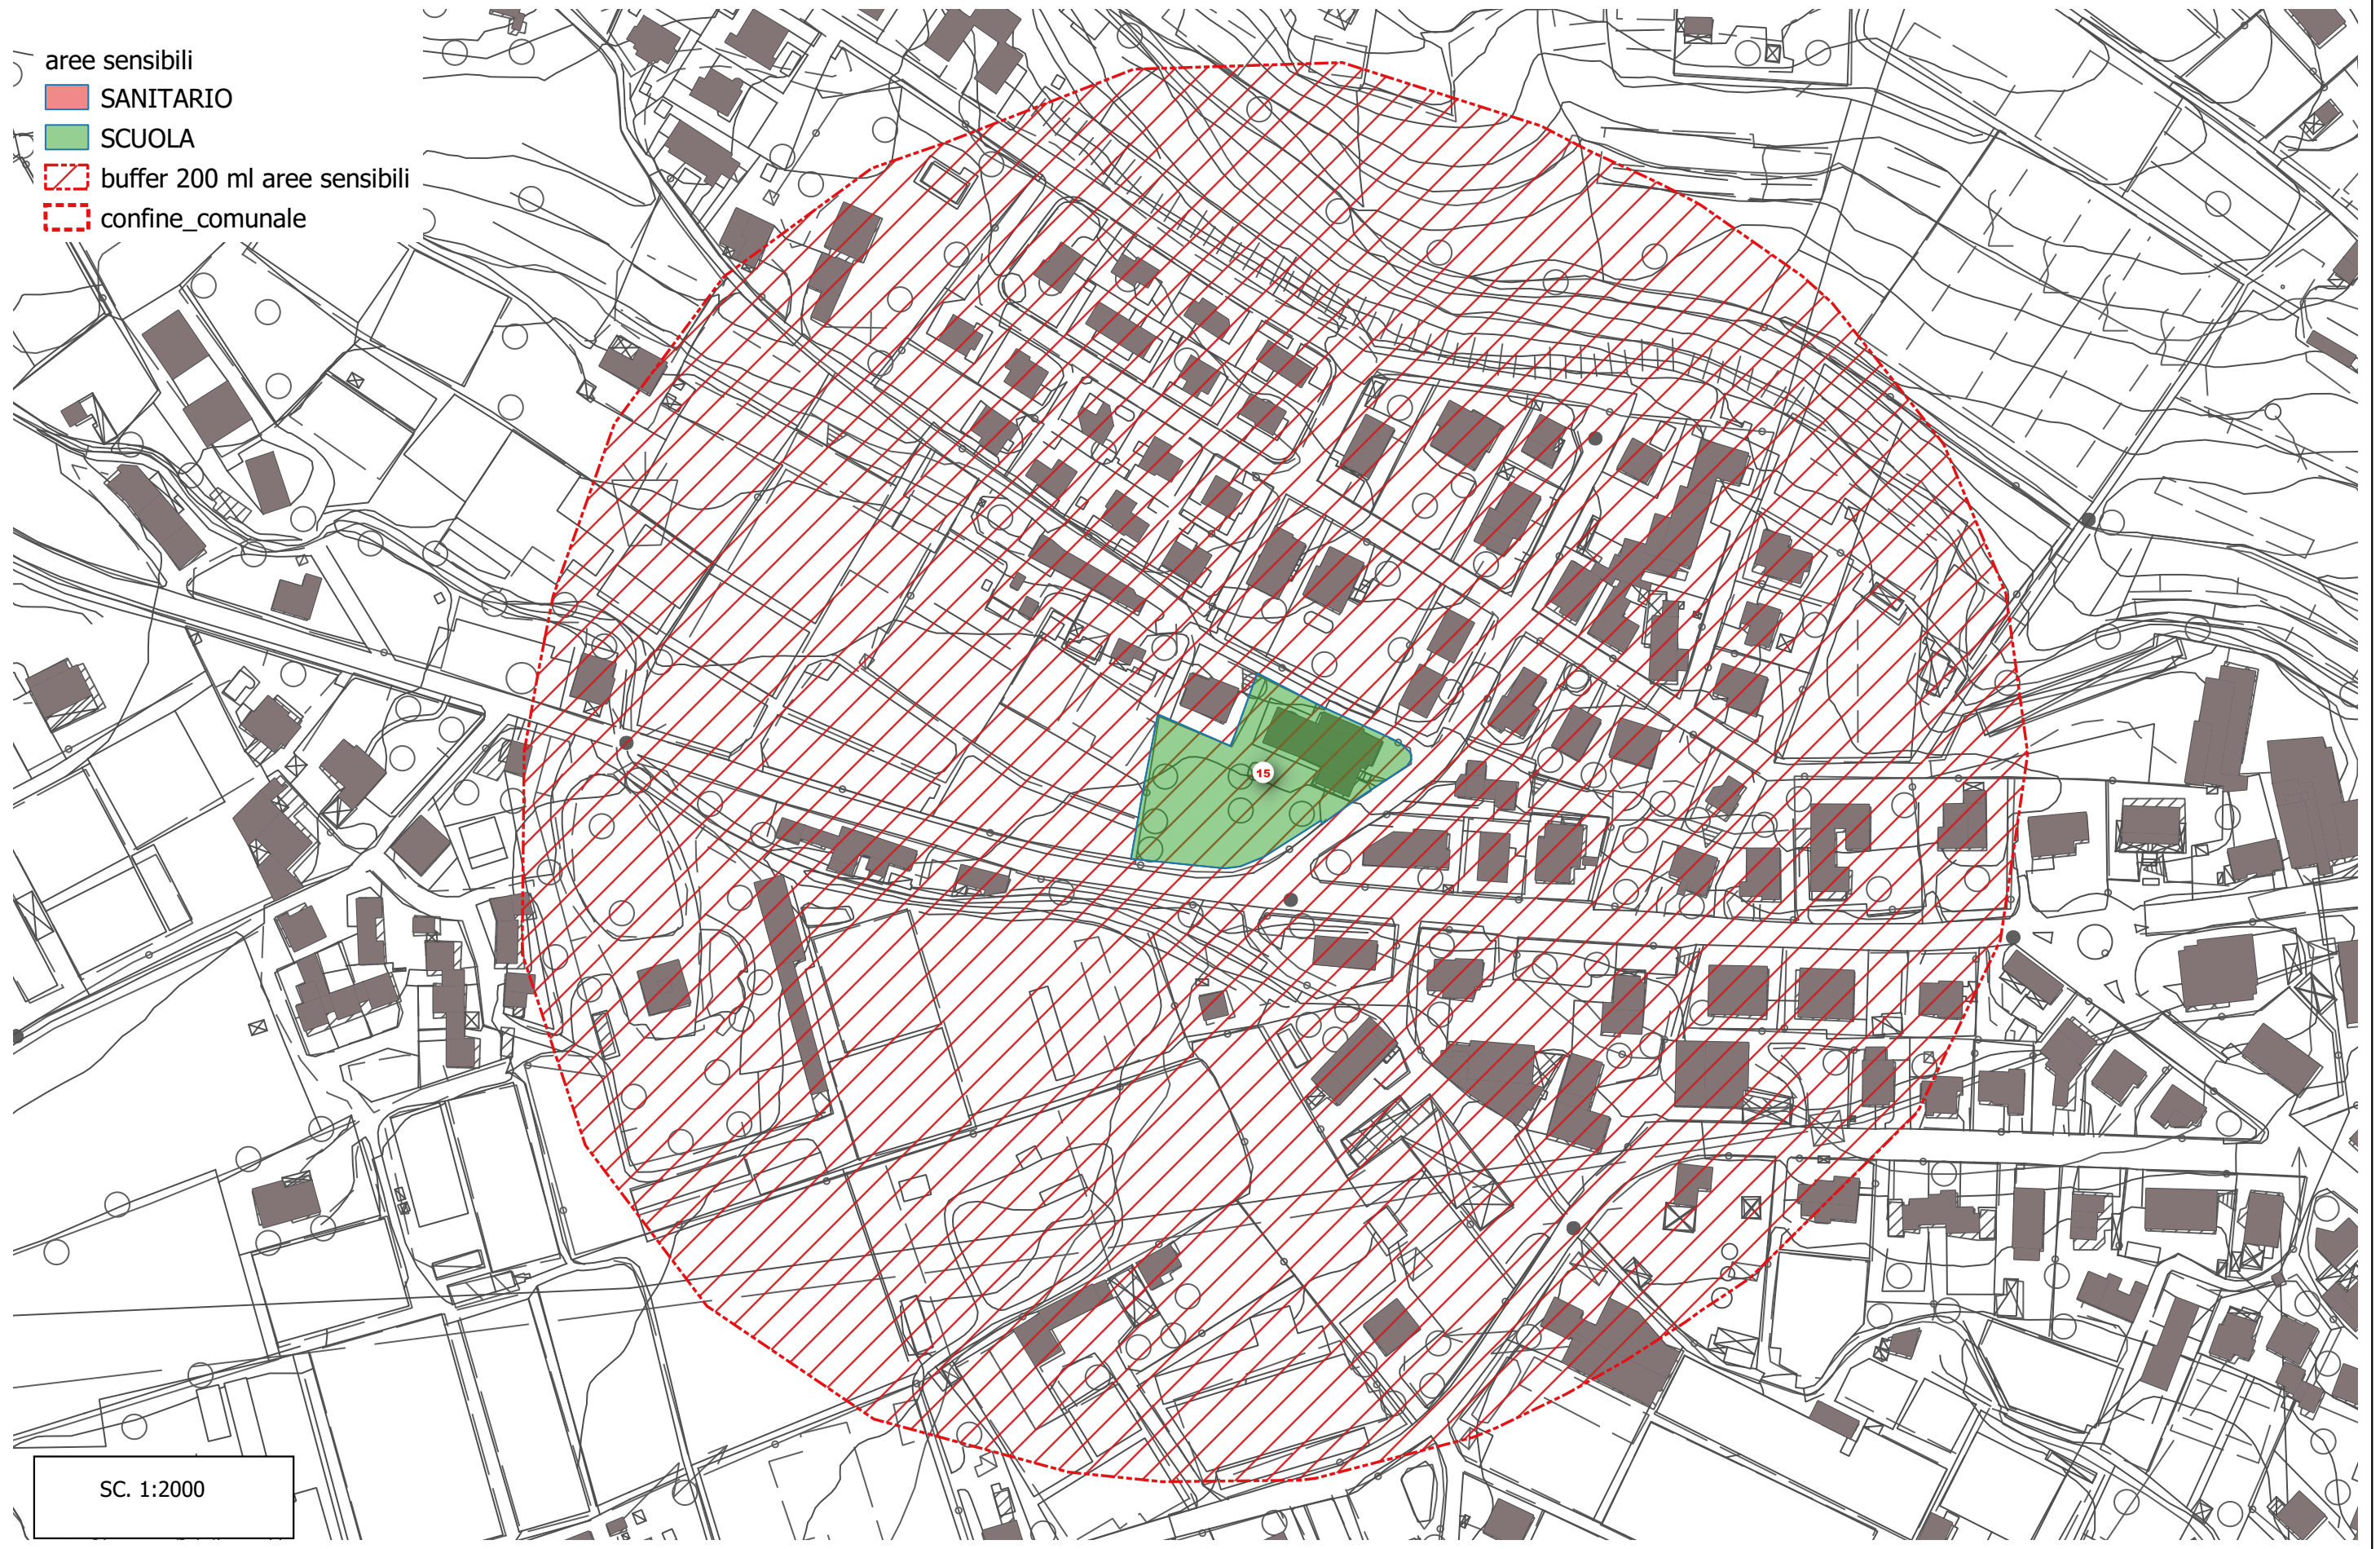 aree sensibili
SANITARIO
SCUOLA
buffer 200 ml aree sensibili
confine_comunale
15
SC. 1:2000